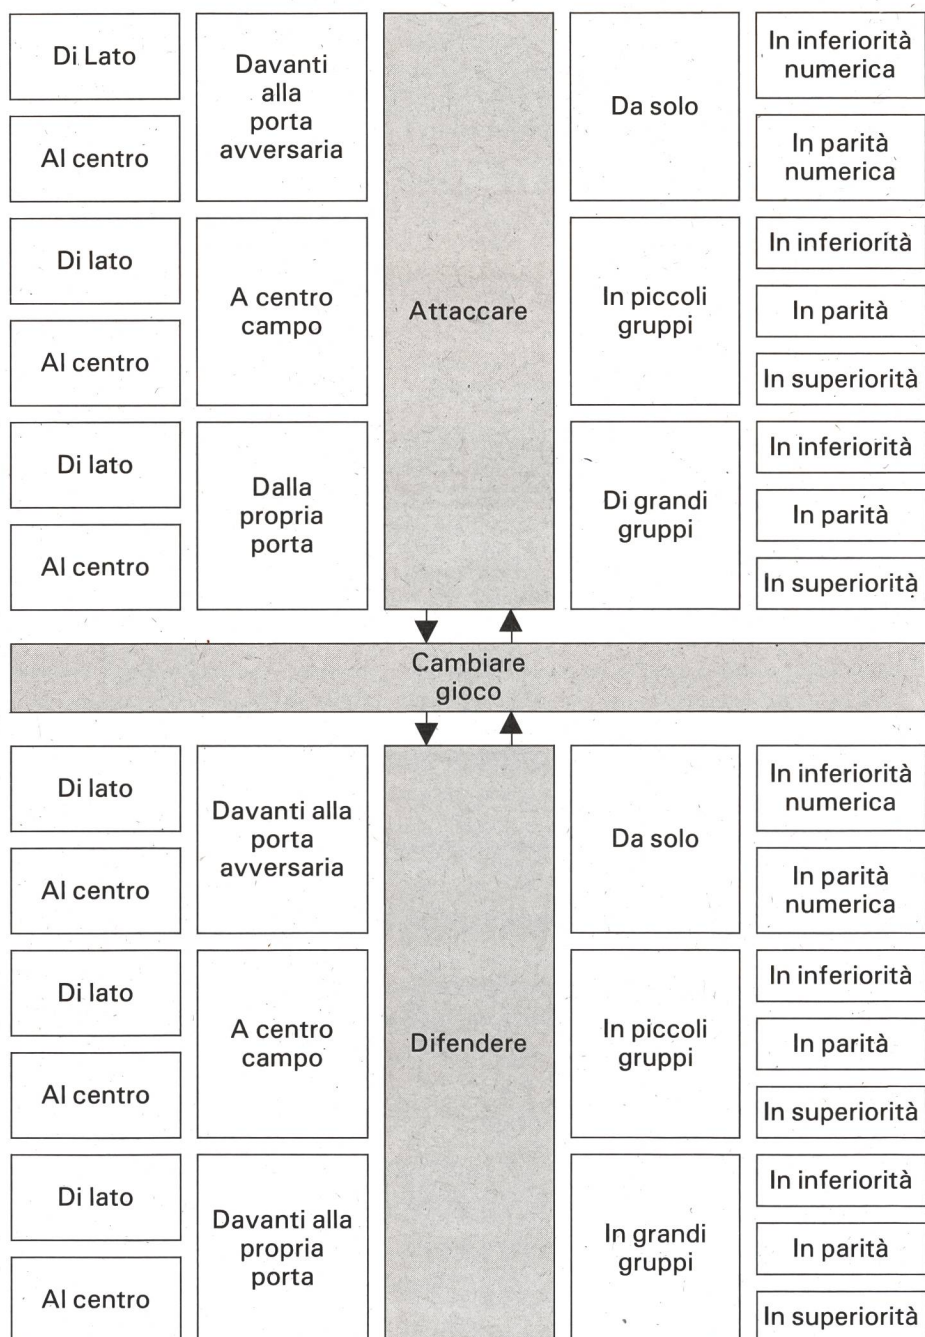 Di Lato
Al centro
Davanti
alla
porta
avversaria
Di lato
Al centro
A centro
campo
Di lato
Al centro
Dalla
propria
porta
Attaccare
Da solo
In inferiorità
numerica
In parità
numerica
In piccoli
gruppi
In inferiorità
In parità
In superiorità
Di grandi
gruppi
In inferiorità
In parità
In superiorità
Cambiare
gioco
Di lato
Al centro
Davanti alla
porta
avversaria
Di lato
Al centro
A centro
campo
Di lato
Al centro
Davanti alla
propria
porta
Difendere
Da solo
In inferiorità
numerica
In parità
numerica
In piccoli
gruppi
In inferiorità
In parità
In superiorità
In grandi
gruppi
In inferiorità
In parità
In superiorità